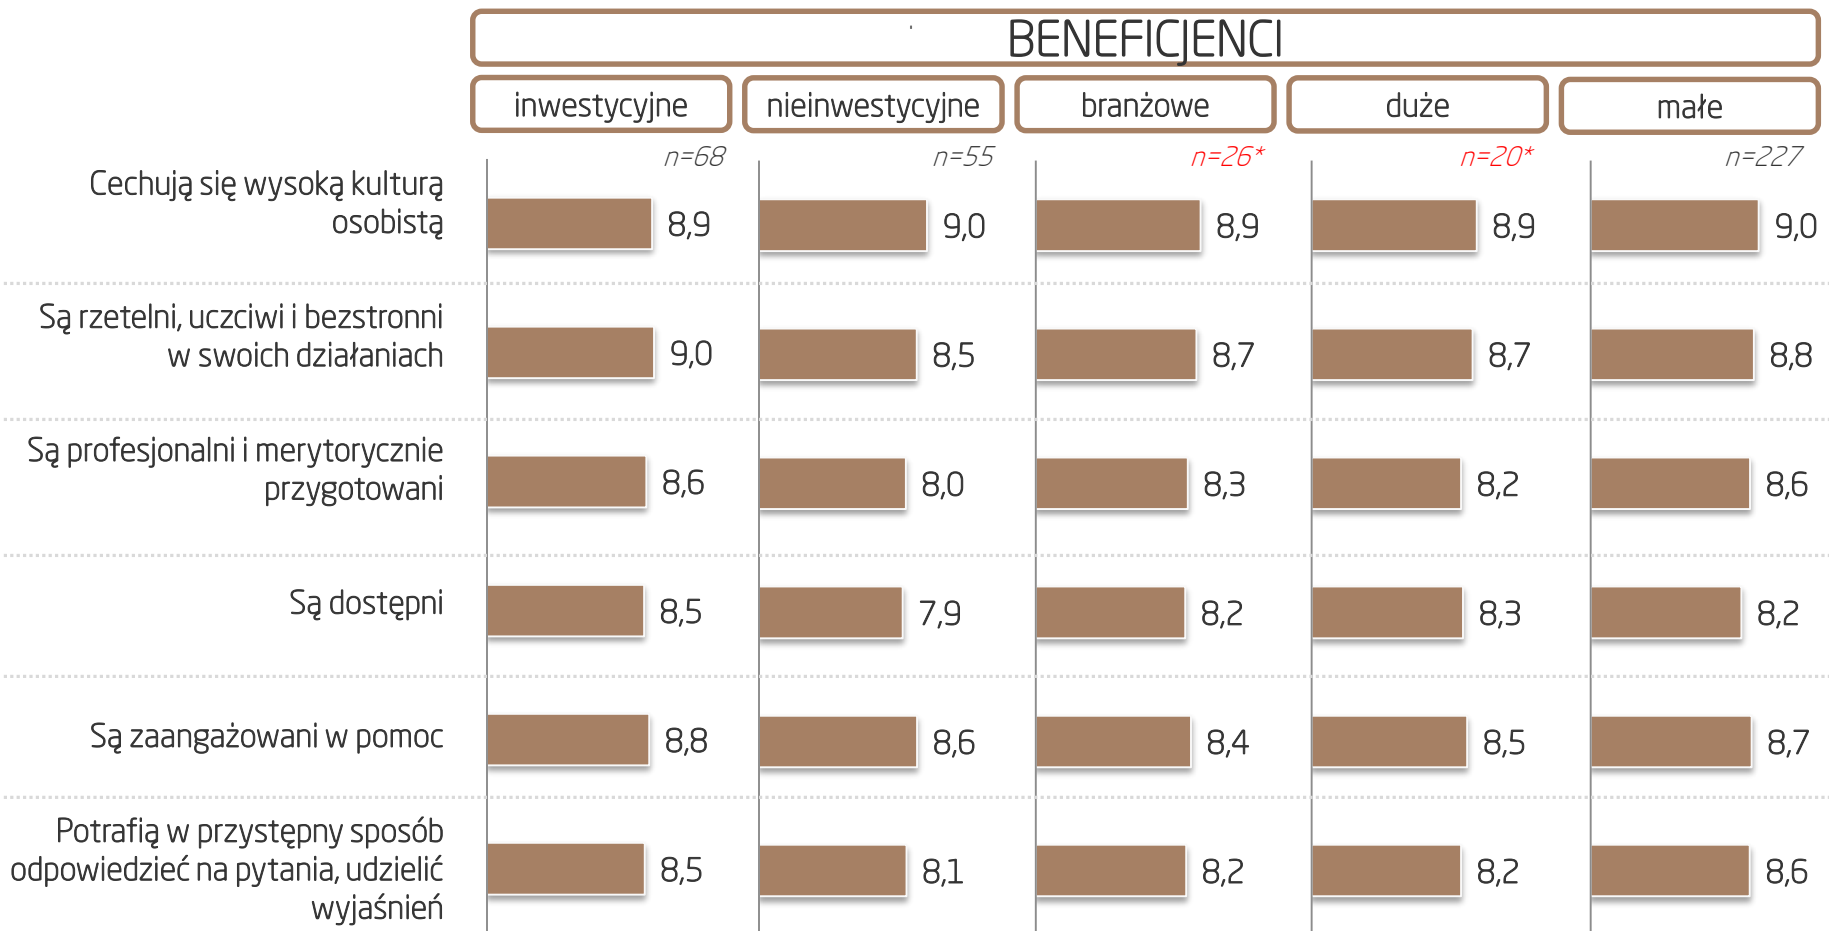 BENEFICJENCI
inwestycyjne nieinwestycyjne branżowe duże małe
n=68 n=55 n=26* n=20* n=227
Cechują się wysoką kulturą
osobistą
8,9 9,0 8,9 8,9 9,0
Są rzetelni, uczciwi i bezstronni
w swoich działaniach
9,0 8,5 8,7 8,7 8,8
Są profesjonalni i merytorycznie
przygotowani
8,6 8,0 8,3 8,2 8,6
Są dostępni
8,5 7,9 8,2 8,3 8,2
Są zaangażowani w pomoc
8,8 8,6 8,4 8,5 8,7
Potrafią w przystępny sposób
odpowiedzieć na pytania, udzielić
wyjaśnień
8,5 8,1 8,2 8,2 8,6